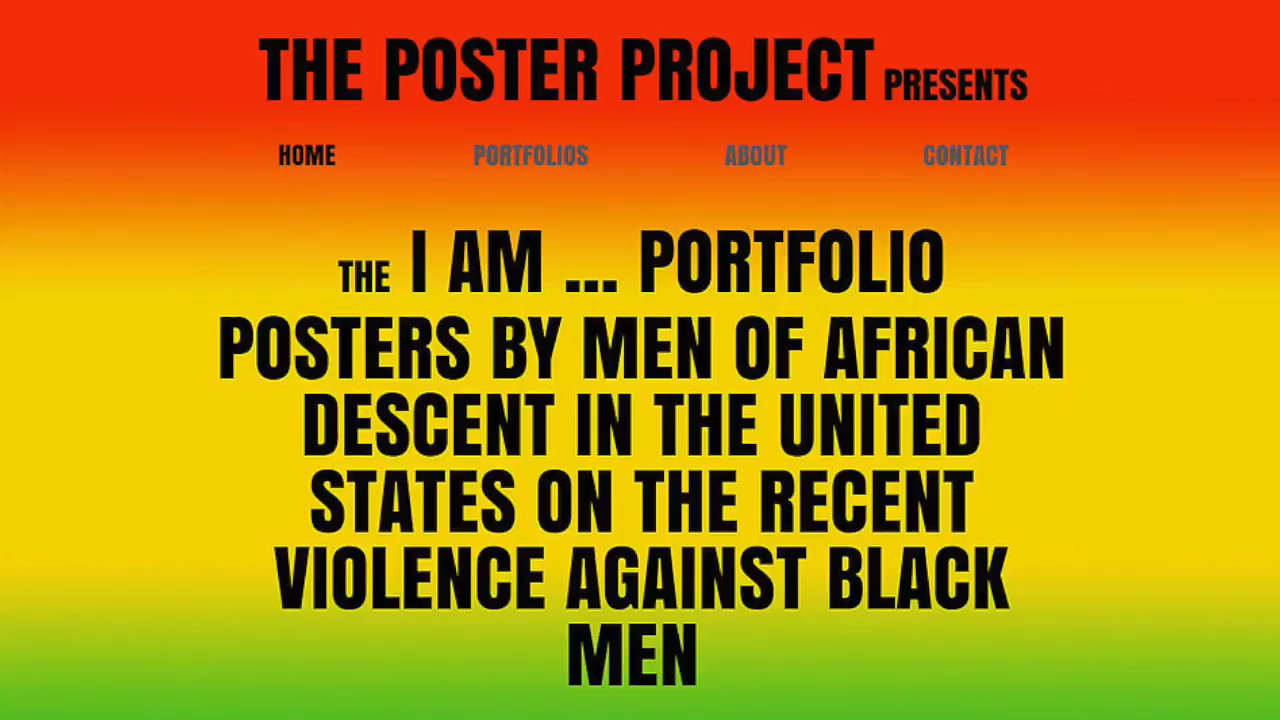 THE POSTER PROJECT PRESENTS
HOME PORTFOLIOS ABOUT CONTACT
THE I AM ... PORTFOLIO
POSTERS BY MEN OF AFRICAN
DESCENT IN THE UNITED
STATES ON THE RECENT
VIOLENCE AGAINST BLACK
MEN